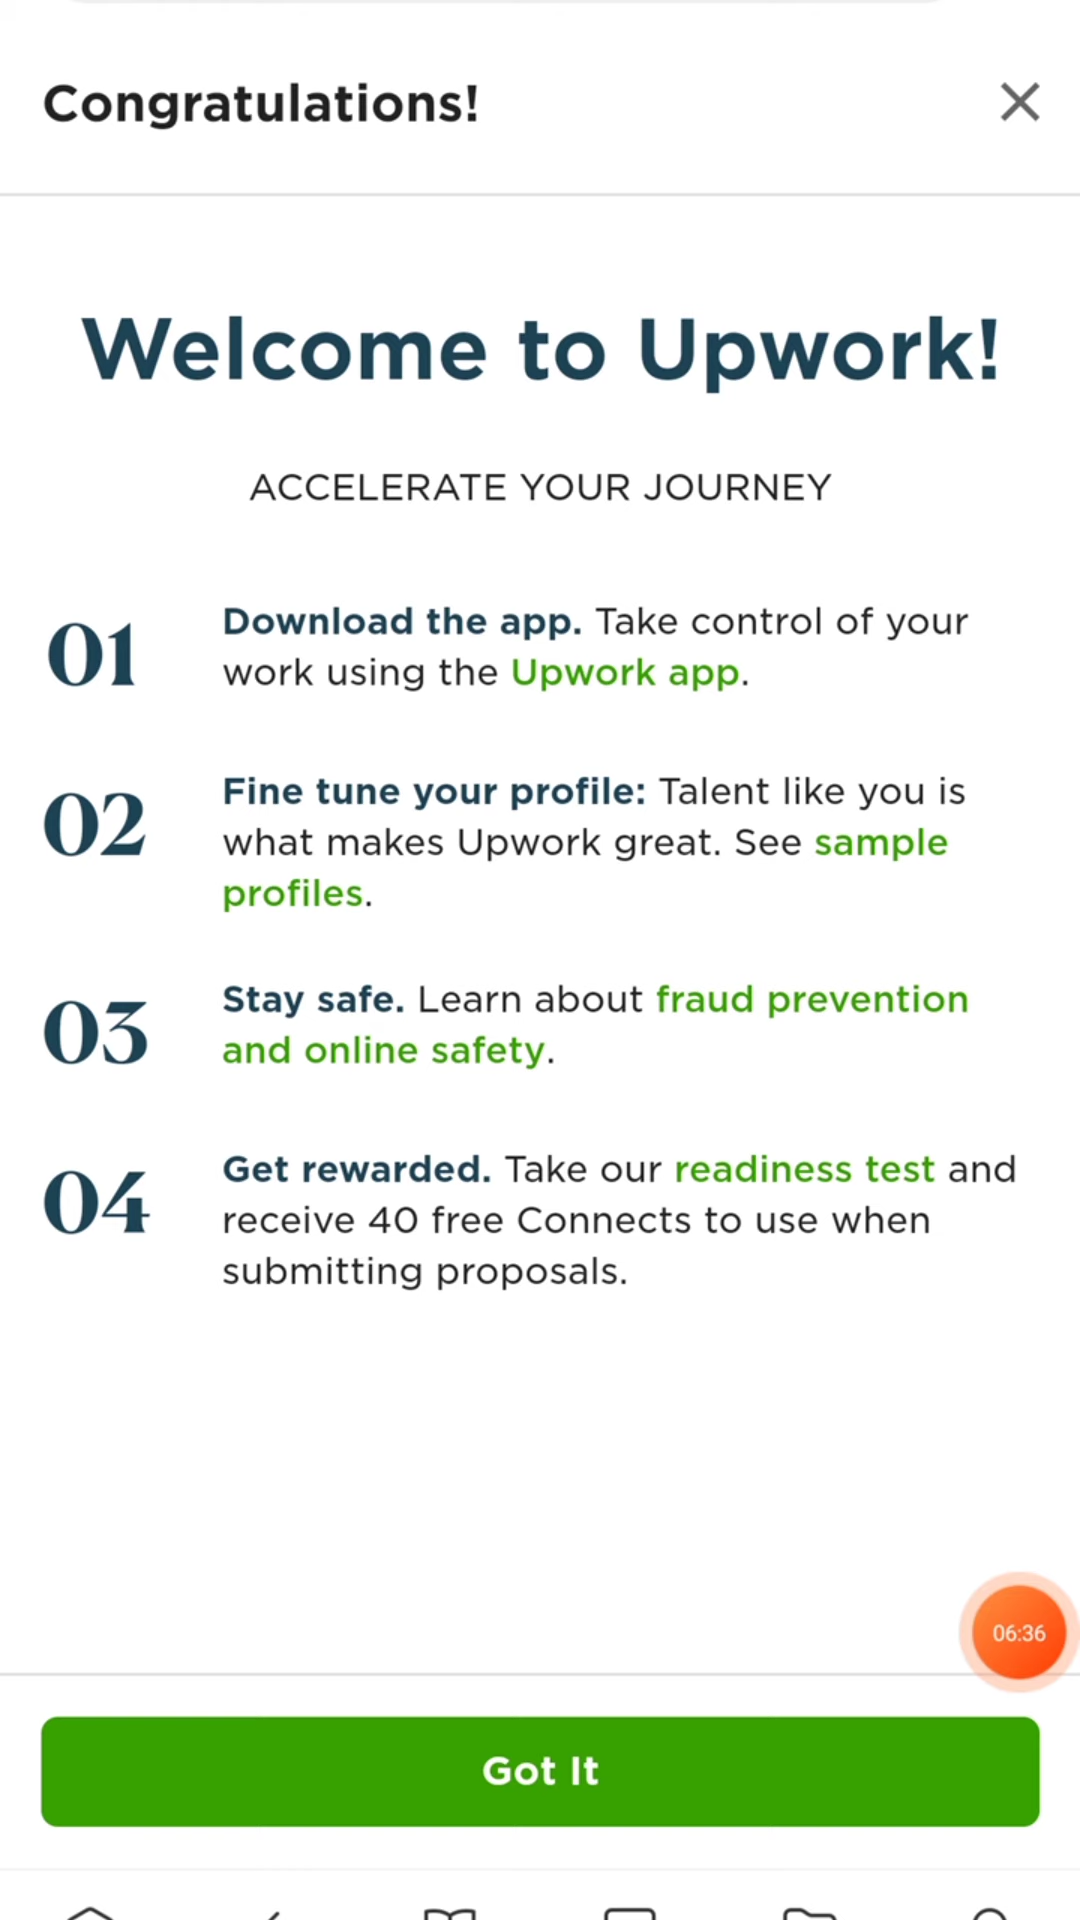 Congratulations!
Welcome to Upwork!
ACCELERATE YOUR JOURNEY
01
Download the app. Take control of your
work using the Upwork app.
02
Fine tune your profile: Talent like you is
what makes Upwork great. See sample
profiles.
03
Stay safe. Learn about fraud prevention
and online safety.
04
Get rewarded. Take our readiness test and
receive 40 free Connects to use when
submitting proposals.
06:36
Got It